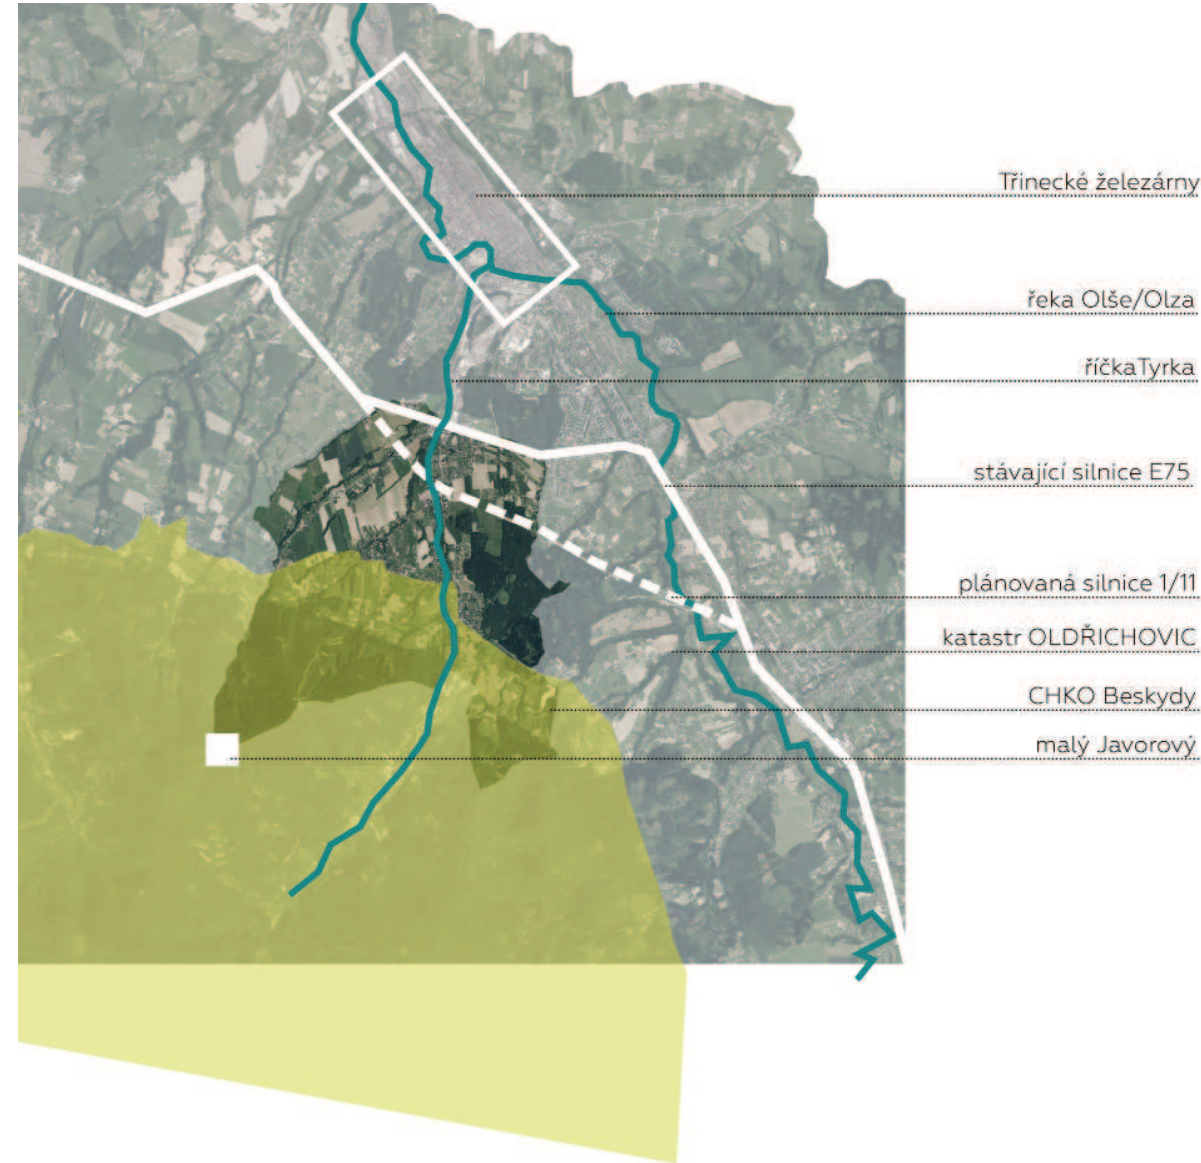 Třinecké železárny
řeka Olše/Olza
říčkaTyrka
stávající silnice E75
plánovaná silnice 1/11
katastr OLDŘICHOVIC
CHKO Beskydy
malý Javorový